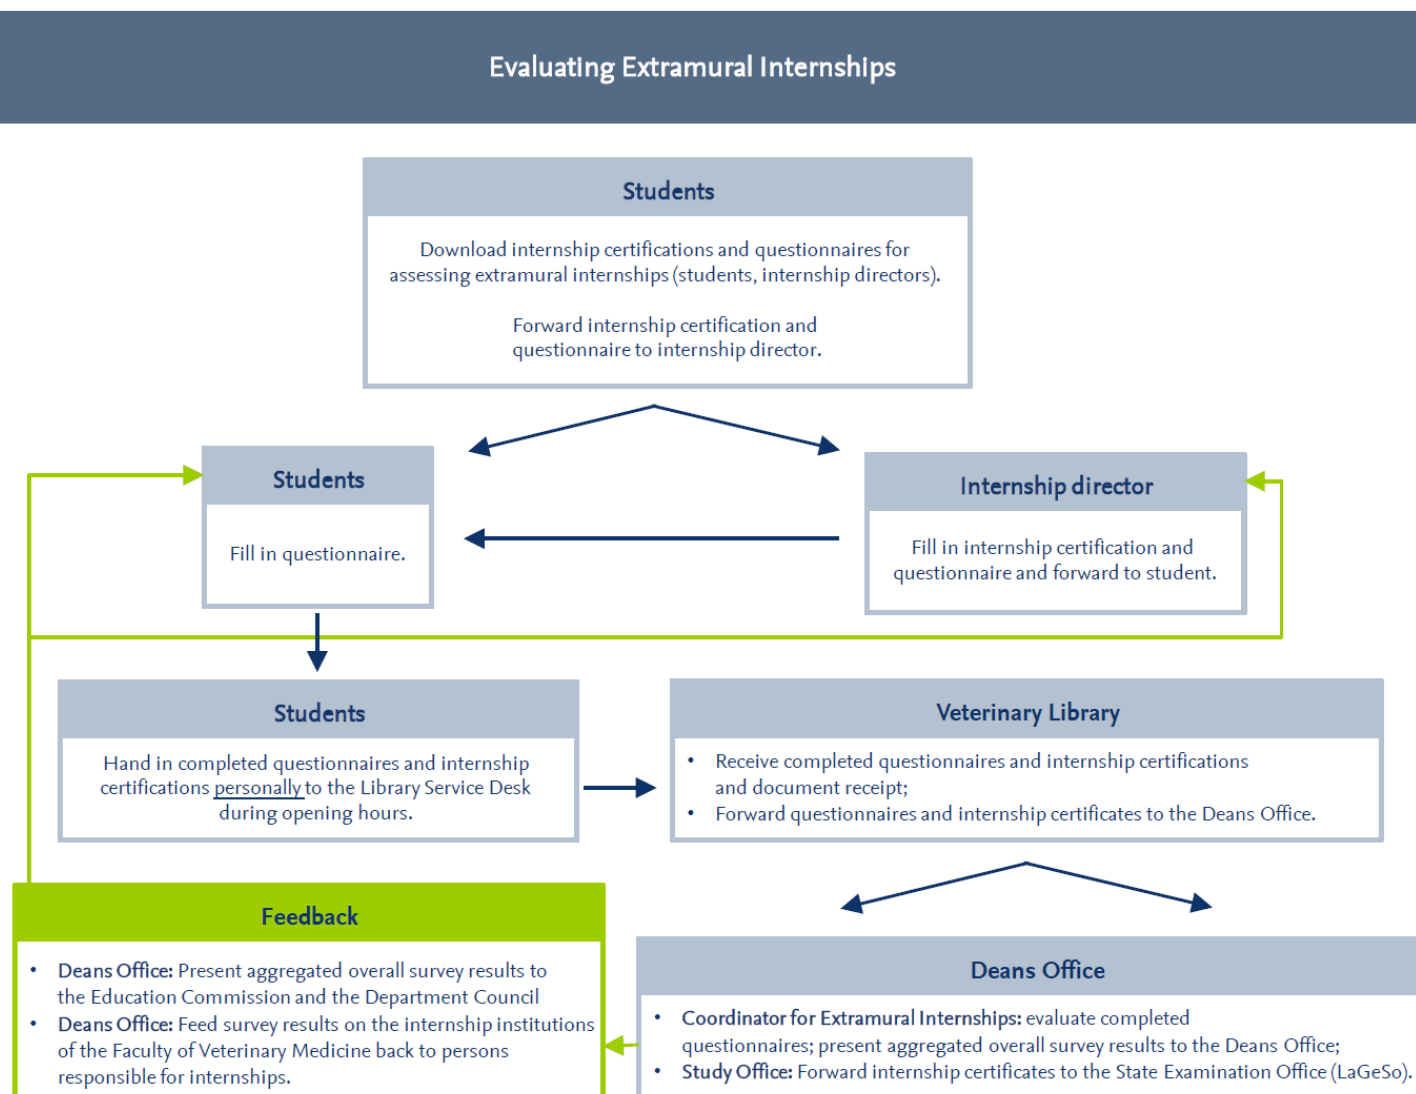 Evaluating Extramural Internships
Students
Download internship certifications and questionnaires for
assessing extramural internships (students, internship directors).
Forward internship certification and
questionnaire to internship director.
Students
Fill in questionnaire.
Internship director
Fill in internship certification and
questionnaire and forward to student.
Students
Hand in completed questionnaires and internship
certifications personally to the Library Service Desk
during opening hours.
Veterinary Library
• Receive completed questionnaires and internship certifications
and document receipt;
• Forward questionnaires and internship certificates to the Deans Office.
Feedback
• Deans Office: Present aggregated overall survey results to
the Education Commission and the Department Council
• Deans Office: Feed survey results on the internship institutions
of the Faculty of Veterinary Medicine back to persons
responsible for internships.
Deans Office
• Coordinator for Extramural Internships: evaluate completed
questionnaires; present aggregated overall survey results to the Deans Office;
• Study Office: Forward internship certificates to the State Examination Office (LaGeSo).